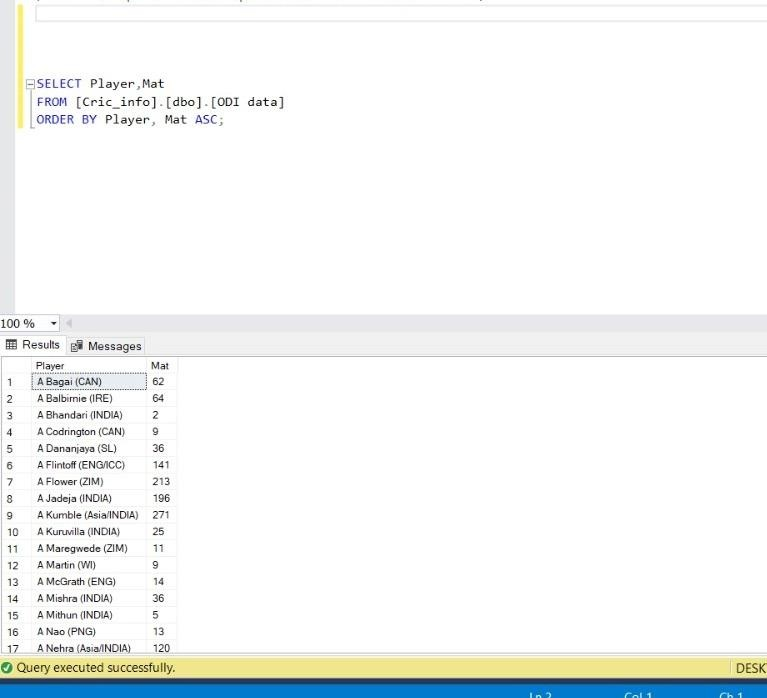 SELECT Player,Mat
FROM [Cric_info].[dbo].[ODI data]
ORDER BY Player, Mat ASC;
100 %
Results Messages
Player Mat
1 A Bagai (CAN) 62
2 A Balbirnie (IRE) 64
3 A Bhandari (INDIA) 2
4 A Codrington (CAN) 9
5 A Dananjaya (SL) 36
6 A Flintoff (ENG/ICC) 141
7 A Flower (ZIM) 213
8 A Jadeja (INDIA) 196
9 A Kumble (Asia/INDIA) 271
10 A Kuruvilla (INDIA) 25
11 A Maregwede (ZIM) 11
12 A Martin (WI) 9
13 A McGrath (ENG) 14
14 A Mishra (INDIA) 36
15 A Mithun (INDIA) 5
16 A Nao (PNG) 13
17 A Nehra (Asia/INDIA) 120
Query executed successfully. DESK
Ln 2 Col 1 Ch 1